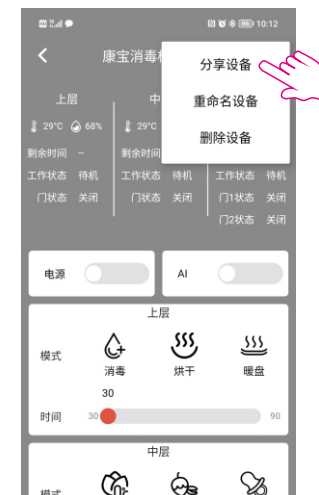 96 10:12
康宝消毒
分享设备
重命名设备
删除设备
上层 中
29°C 68% 29°C
剩余时间 – 剩余时间
工作状态 待机 工作状态 待机 工作状态 待机
门状态 关闭 门状态 关闭 门1状态 关闭
门2状态 关闭
电源 AI
上层
模式 消毒 烘干 暖盘
30
时间 30 90
中层
模式